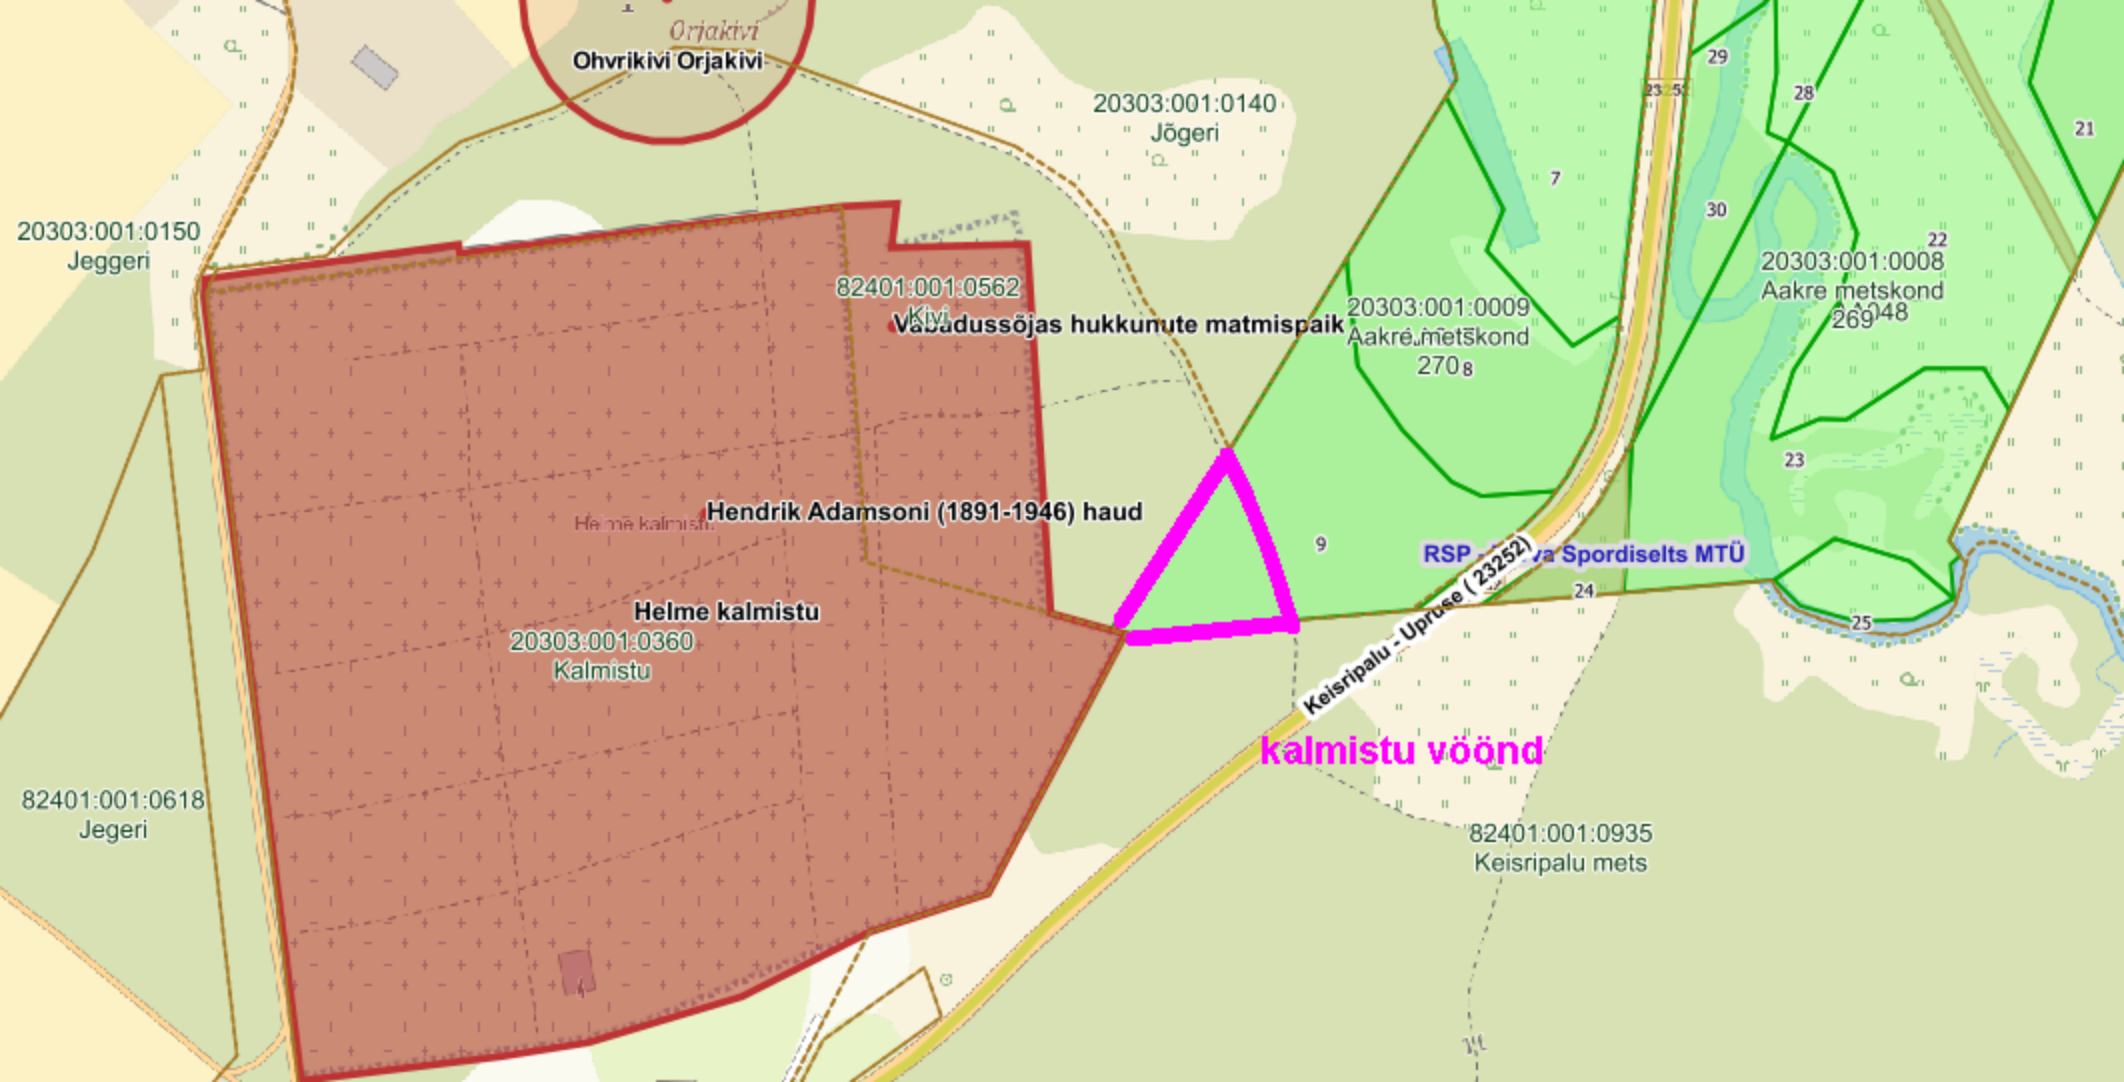 Orjakivi
Ohvrikivi Orjakivi
20303:001:0140
Jõgeri
29
28
21
7
30
22
20303:001:0150
Jeggeri
20303:001:0008
Aakre metskond
269
82401:001:0562
Kivi
Vabadussõjas hukkunute matmispaik
20303:001:0009
Aakre metskond
270
8
23
Helme kalmistu
Hendrik Adamsoni (1891-1946) haud
9
RSP - va Spordiselts MTÜ
24
25
Helme kalmistu
20303:001:0360
Kalmistu
Keisripalu - Upruse ( 23252)
kalmistu vöönd
82401:001:0618
Jegeri
82401:001:0935
Keisripalu mets